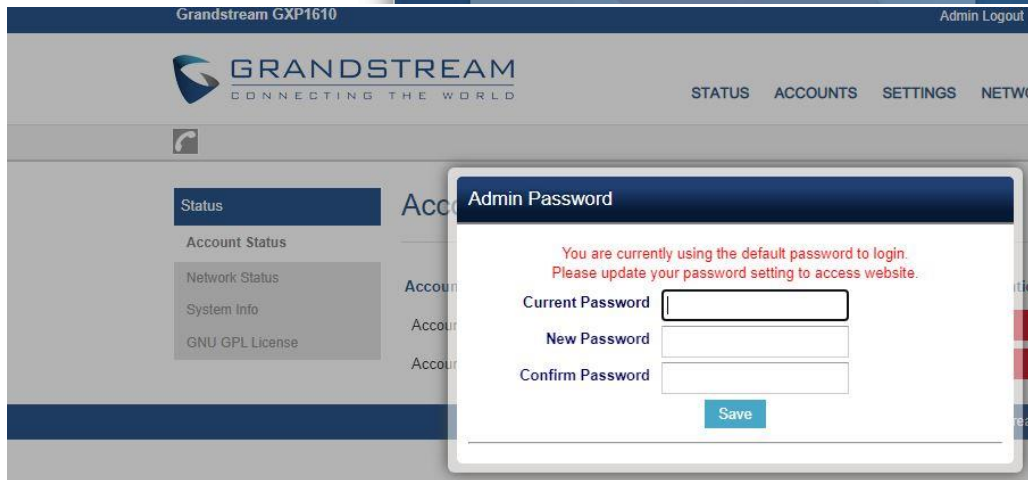 Grandstream GXP1610
Admin Logout
GRANDSTREAM
CONNECTING THE WORLD
STATUS ACCOUNTS SETTINGS
Status
Account Status
Network Status
System Info
GNU GPL License
Admin Password
You are currently using the default password to login.
Please update your password setting to access website.
Current Password
New Password
Confirm Password
Save